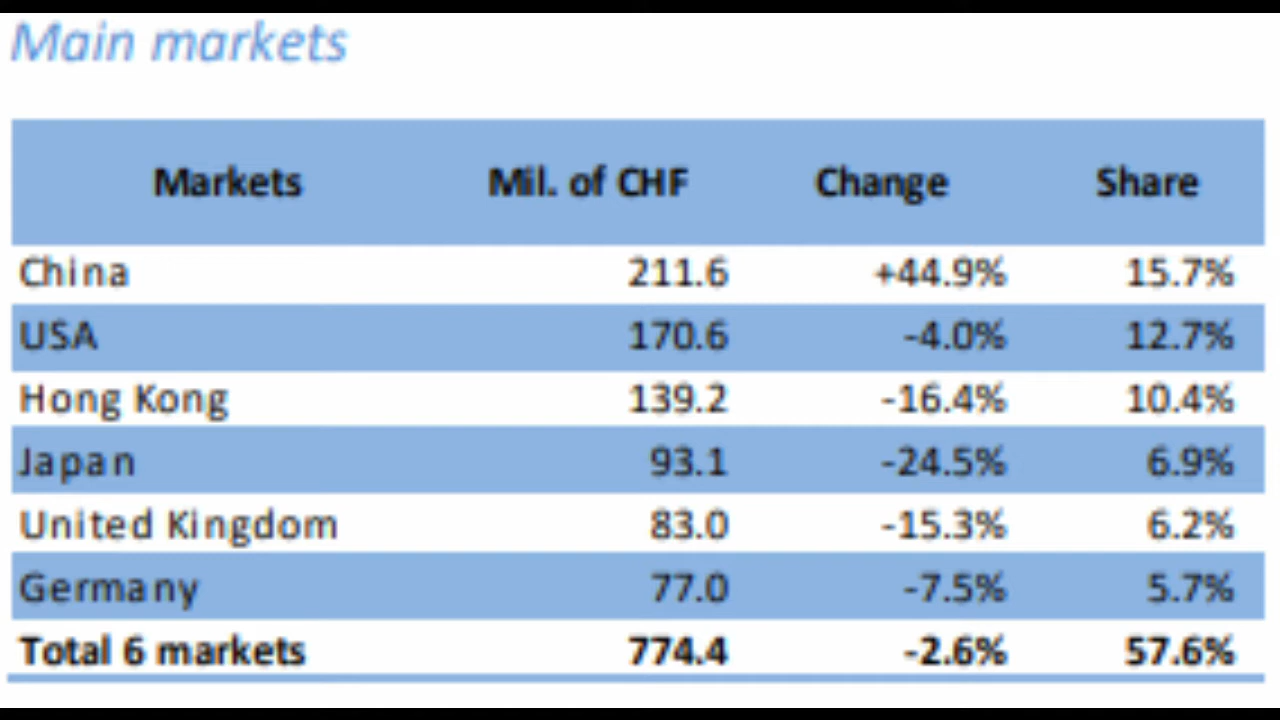 Main markets
Markets Mil. of CHF Change Share
China 211.6 +44.9% 15.7%
USA 170.6 -4.0% 12.7%
Hong Kong 139.2 -16.4% 10.4%
Japan 93.1 -24.5% 6.9%
United Kingdom 83.0 -15.3% 6.2%
Germany 77.0 -7.5% 5.7%
Total 6 markets 774.4 -2.6% 57.6%